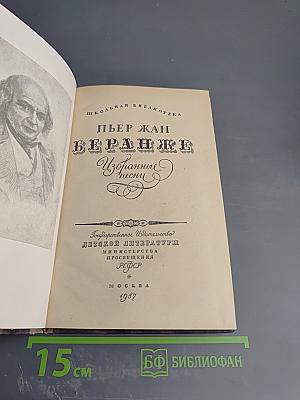 ШКОЛЬНАЯ БИБЛИОТЕКА
ПЬЕР ЖАН
БЕРАНЖЕ
Избранные
песни
Государственное Издательство
ДЕТСКОЙ ЛИТЕРАТУРЫ
МИНИСТЕРСТВА
ПРОСВЕЩЕНИЯ
РСФСР
МОСКВА
1957
15 см
БФ БИБЛИОФАН